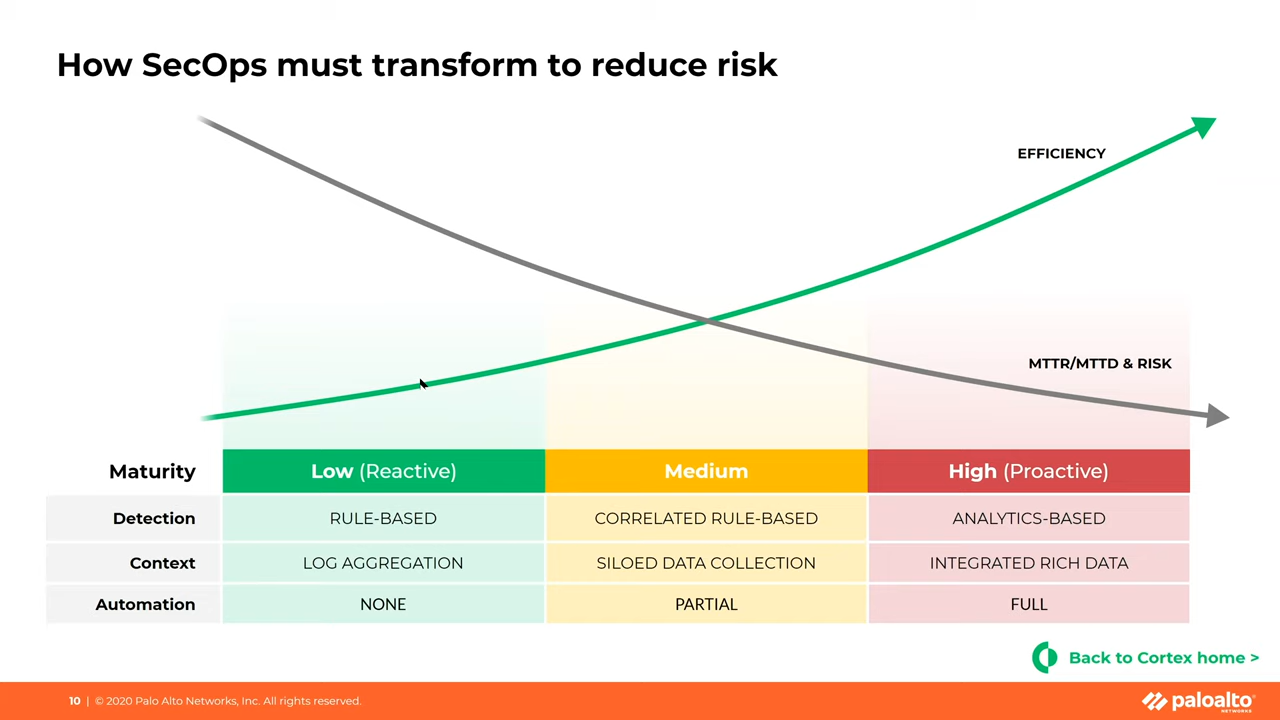 How SecOps must transform to reduce risk
EFFICIENCY
MTTR/MTTD & RISK
Maturity Low (Reactive) Medium High (Proactive)
Detection RULE-BASED CORRELATED RULE-BASED ANALYTICS-BASED
Context LOG AGGREGATION SILOED DATA COLLECTION INTEGRATED RICH DATA
Automation NONE PARTIAL FULL
Back to Cortex home >
10 | © 2020 Palo Alto Networks, Inc. All rights reserved.
paloalto
NETWORKS